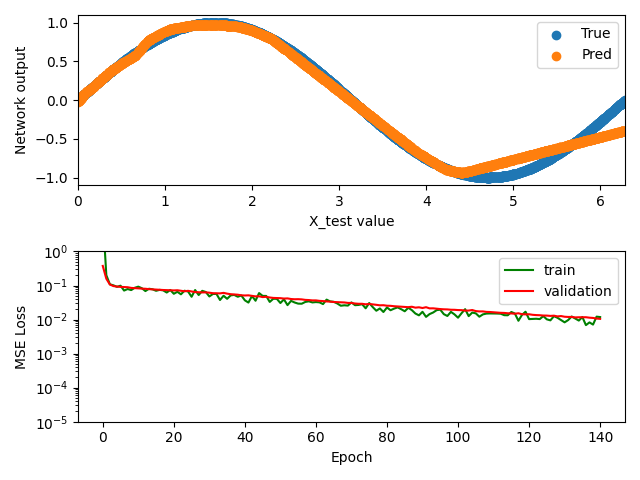 1.0
0.5
0.0
−0.5
−1.0
Network output
True
Pred
0 1 2 3 4 5 6
X_test value
10^0
10^-1
10^-2
10^-3
10^-4
10^-5
MSE Loss
train
validation
0 20 40 60 80 100 120 140
Epoch